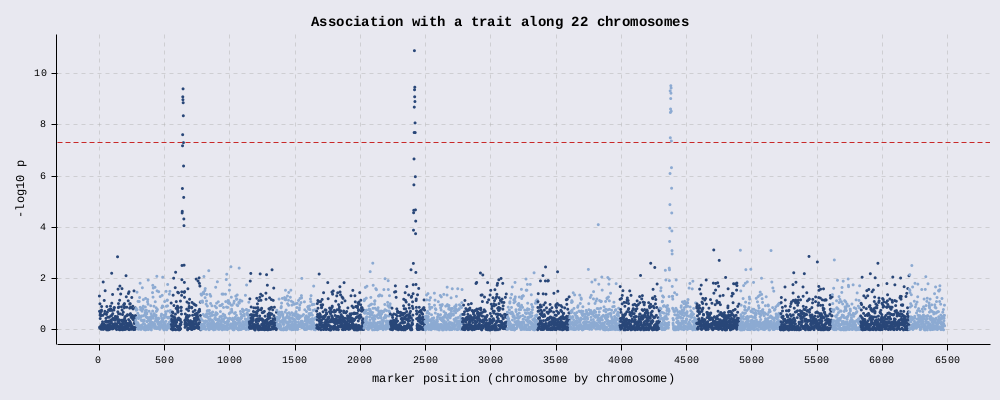 Association with a trait along 22 chromosomes
-log10 p
10
8
6
4
2
0
0 500 1000 1500 2000 2500 3000 3500 4000 4500 5000 5500 6000 6500
marker position (chromosome by chromosome)